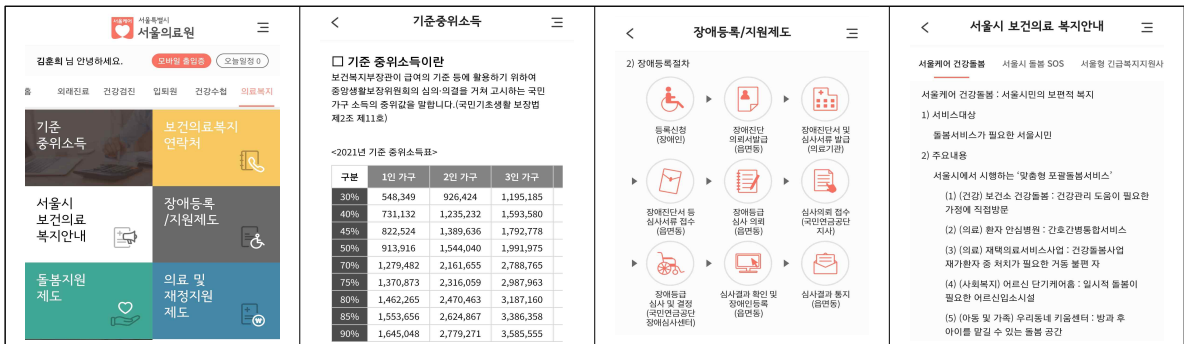 서울케어
서울특별시
서울의료원
김훈희 님 안녕하세요.
모바일 출입증
오늘일정 0
홈 외래진료 건강검진 입퇴원 건강수첩 의료복지
기준
중위소득
보건의료복지
연락처
서울시
보건의료
복지안내
장애등록
/지원제도
돌봄지원
제도
의료 및
재정지원
제도
기준중위소득
□ 기준 중위소득이란
보건복지부장관이 급여의 기준 등에 활용하기 위하여
중앙생활보장위원회의 심의·의결을 거쳐 고시하는 국민
가구 소득의 중위값을 말합니다.(국민기초생활 보장법
제2조 제11호)
<2021년 기준 중위소득표>
구분 1인 가구 2인 가구 3인 가구
30% 548,349 926,424 1,195,185
40% 731,132 1,235,232 1,593,580
45% 822,524 1,389,636 1,792,778
50% 913,916 1,544,040 1,991,975
70% 1,279,482 2,161,655 2,788,765
75% 1,370,873 2,316,059 2,987,963
80% 1,462,265 2,470,463 3,187,160
85% 1,553,656 2,624,867 3,386,358
90% 1,645,048 2,779,271 3,585,555
장애등록/지원제도
2) 장애등록절차
등록신청
(장애인)
장애진단
의뢰서발급
(읍면동)
장애진단서 및
심사서류 발급
(의료기관)
장애진단서 등
심사서류 접수
(읍면동)
장애등급
심사 의뢰
(읍면동)
심사의뢰 접수
(국민연금공단
지사)
장애등급
심사 및 결정
(국민연금공단
장애심사센터)
심사결과 확인 및
장애인등록
(읍면동)
심사결과 통지
(읍면동)
서울시 보건의료 복지안내
서울케어 건강돌봄 서울시 돌봄 SOS 서울형 긴급복지지원사
서울케어 건강돌봄 : 서울시민의 보편적 복지
1) 서비스대상
돌봄서비스가 필요한 서울시민
2) 주요내용
서울시에서 시행하는 '맞춤형 포괄돌봄서비스'
(1) (건강) 보건소 건강돌봄 : 건강관리 도움이 필요한
가정에 직접방문
(2) (의료) 환자 안심병원 : 간호간병통합서비스
(3) (의료) 재택의료서비스사업 : 건강돌봄사업
재가환자 중 처치가 필요한 거동 불편 자
(4) (사회복지) 어르신 단기케어홈 : 일시적 돌봄이
필요한 어르신입소시설
(5) (아동 및 가족) 우리동네 키움센터 : 방과 후
아이를 맡길 수 있는 돌봄 공간